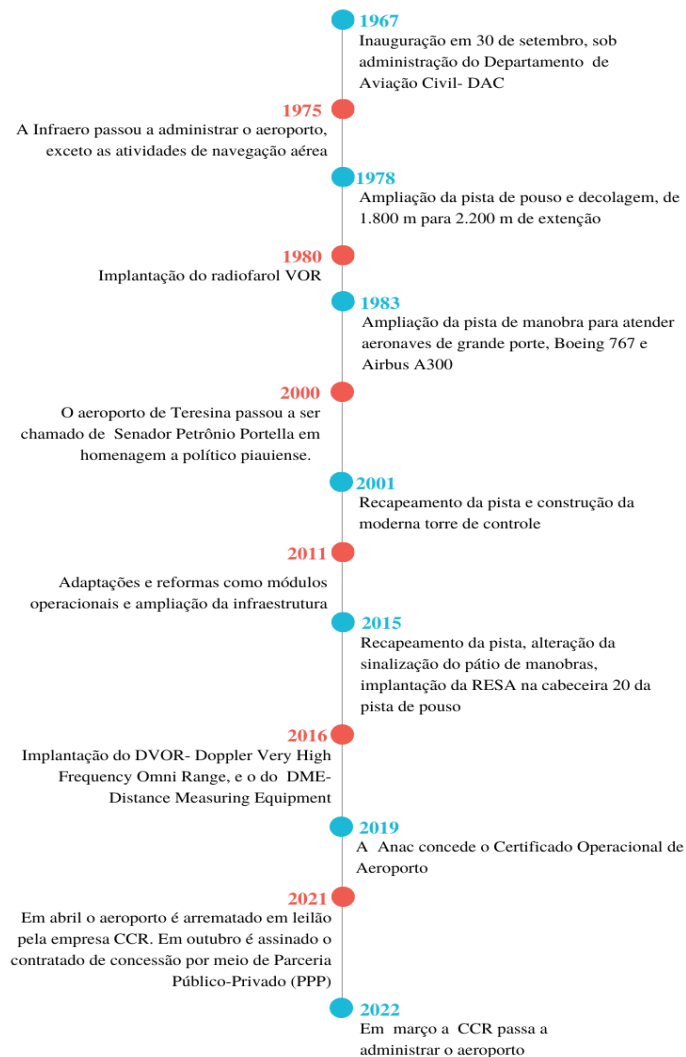 1967
Inauguração em 30 de setembro, sob
administração do Departamento de
Aviação Civil- DAC
1975
A Infraero passou a administrar o aeroporto,
exceto as atividades de navegação aérea
1978
Ampliação da pista de pouso e decolagem, de
1.800 m para 2.200 m de extenção
1980
Implantação do radiofarol VOR
1983
Ampliação da pista de manobra para atender
aeronaves de grande porte, Boeing 767 e
Airbus A300
2000
O aeroporto de Teresina passou a ser
chamado de Senador Petrônio Portella em
homenagem a político piauiense.
2001
Recapeamento da pista e construção da
moderna torre de controle
2011
Adaptações e reformas como módulos
operacionais e ampliação da infraestrutura
2015
Recapeamento da pista, alteração da
sinalização do pátio de manobras,
implantação da RESA na cabeceira 20 da
pista de pouso
2016
Implantação do DVOR- Doppler Very High
Frequency Omni Range, e o do DME-
Distance Measuring Equipment
2019
A Anac concede o Certificado Operacional de
Aeroporto
2021
Em abril o aeroporto é arrematado em leilão
pela empresa CCR. Em outubro é assinado o
contratado de concessão por meio de Parceria
Público-Privado (PPP)
2022
Em março a CCR passa a
administrar o aeroporto